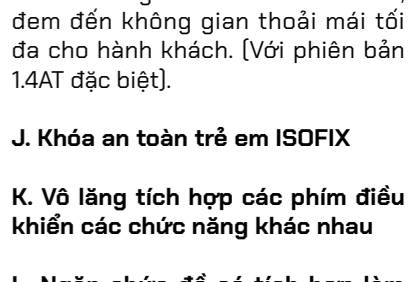 đem đến không gian thoải mái tối
đa cho hành khách. (Với phiên bản
1.4AT đặc biệt).
J. Khóa an toàn trẻ em ISOFIX
K. Vô lăng tích hợp các phím điều
khiển các chức năng khác nhau